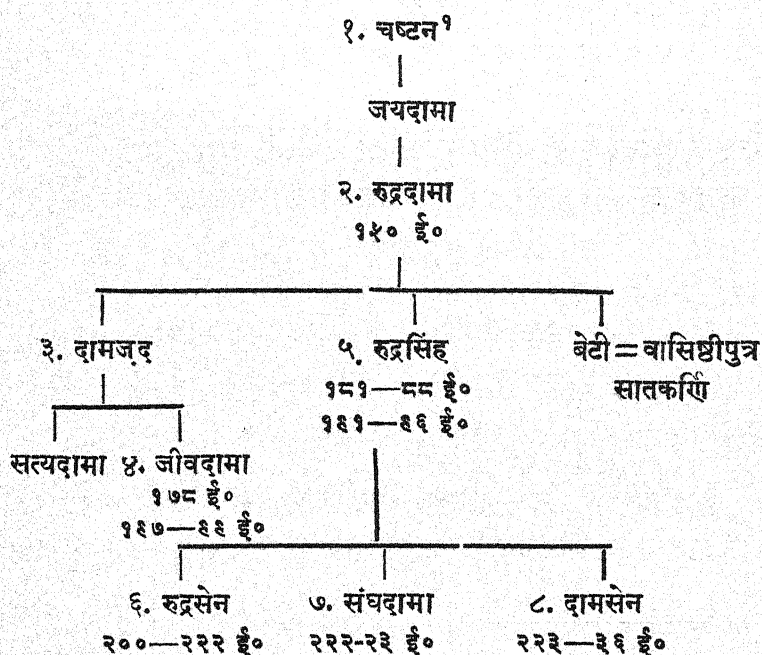 १. चष्टन १
जयदामा
२. रुद्रदामा
१५० ई०
३. दामज़द
५. रुद्रसिंह
बेटी = वासिष्ठीपुत्र
सातकर्णि
१८१—८८ ई०
१९१—९६ ई०
सत्यदामा ४. जीवदामा
१७८ ई०
१९७—९९ ई०
६. रुद्रसेन
७. संघदामा
८. दामसेन
२००—२२२ ई०
२२२-२३ ई०
२२३—३६ ई०